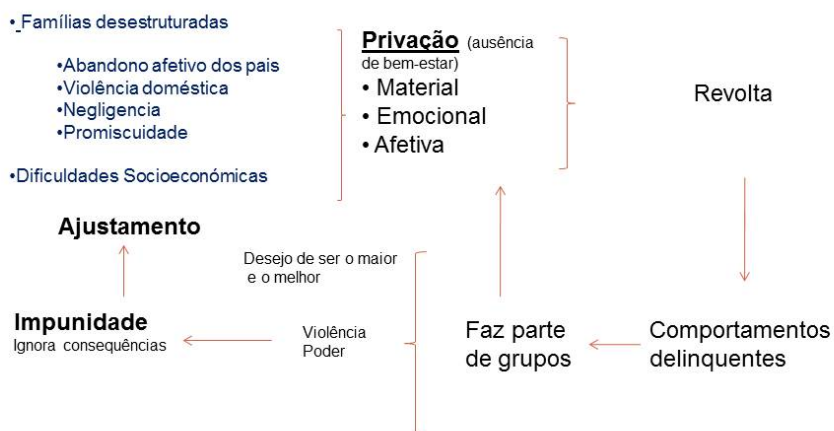 • Famílias desestruturadas
•Abandono afetivo dos pais
•Violência doméstica
•Negligencia
•Promiscuidade
•Dificuldades Socioeconómicas
Privação (ausência
de bem-estar)
• Material
• Emocional
• Afetiva
Revolta
Ajustamento
Desejo de ser o maior
e o melhor
Impunidade
Ignora consequências
Violência
Poder
Faz parte
de grupos
Comportamentos
delinquentes